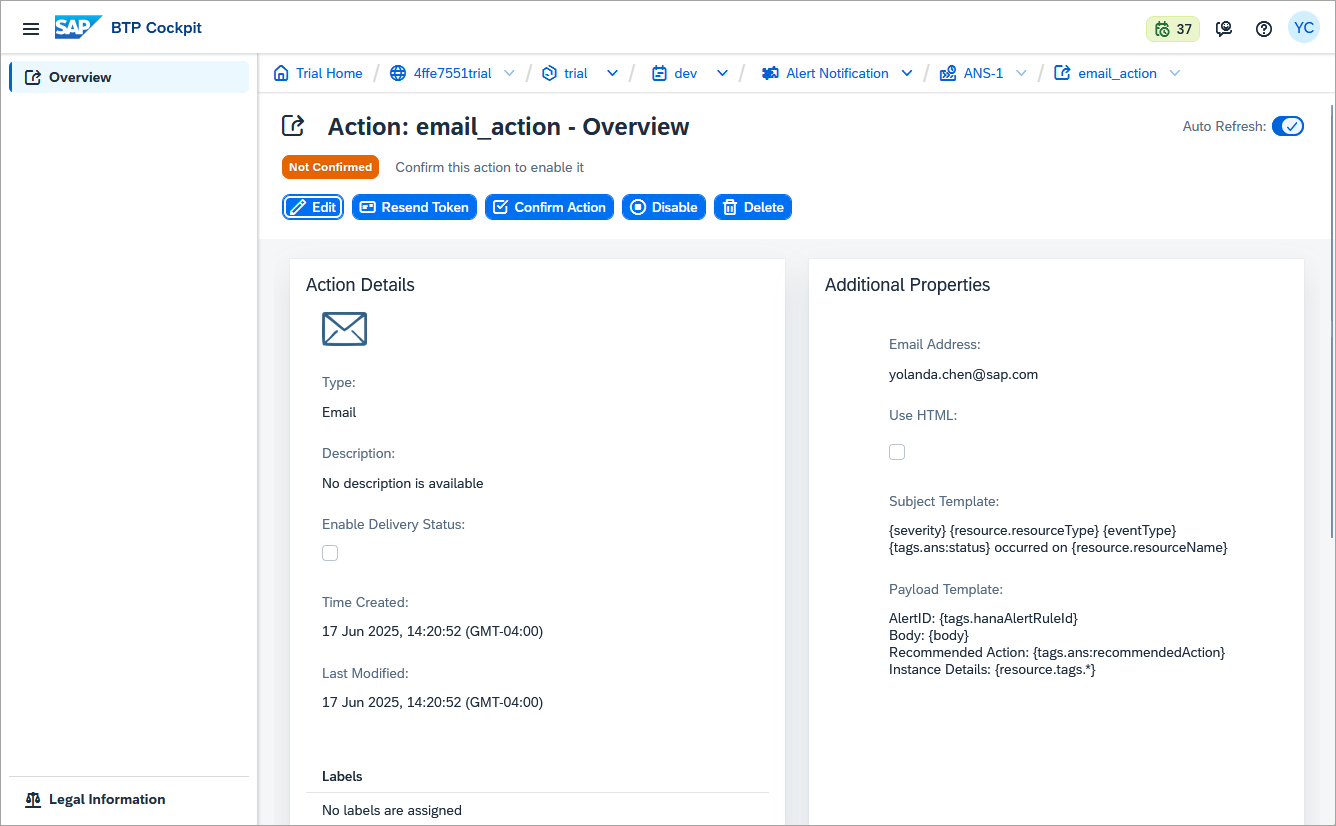 SAP BTP Cockpit
37
YC
Overview
Trial Home / 4ffe7551trial / trial / dev / Alert Notification / ANS-1 / email_action
Action: email_action - Overview
Auto Refresh:
Not Confirmed
Confirm this action to enable it
Edit
Resend Token
Confirm Action
Disable
Delete
Action Details
Type:
Email
Description:
No description is available
Enable Delivery Status:
Time Created:
17 Jun 2025, 14:20:52 (GMT-04:00)
Last Modified:
17 Jun 2025, 14:20:52 (GMT-04:00)
Labels
No labels are assigned
Additional Properties
Email Address:
yolanda.chen@sap.com
Use HTML:
Subject Template:
{severity} {resource.resourceType} {eventType}
{tags.ans:status} occurred on {resource.resourceName}
Payload Template:
AlertID: {tags.hanaAlertRuleId}
Body: {body}
Recommended Action: {tags.ans:recommendedAction}
Instance Details: {resource.tags.*}
Legal Information